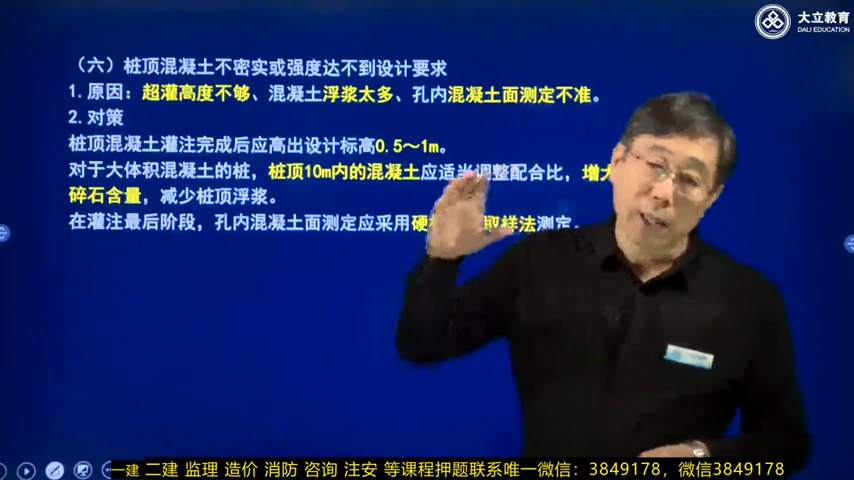 大立教育
DALI EDUCATION
（六）桩顶混凝土不密实或强度达不到设计要求
1.原因：超灌高度不够、混凝土浮浆太多、孔内混凝土面测定不准。
2.对策
桩顶混凝土灌注完成后应高出设计标高0.5～1m。
对于大体积混凝土的桩，桩顶10m内的混凝土应适当调整配合比，增大
碎石含量，减少桩顶浮浆。
在灌注最后阶段，孔内混凝土面测定应采用硬 取样法测定。
一建 二建 监理 造价 消防 咨询 注安 等课程押题联系唯一微信：3849178，微信3849178